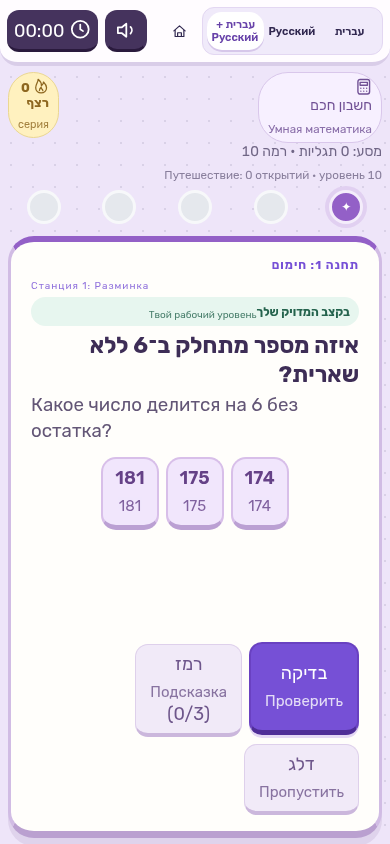 עברית
Русский
עברית +
Русский
00:00
חשבון חכם
Умная математика
0
רצף
серия
מסע: 0 תגליות • רמה 10
Путешествие: 0 открытий • уровень 10
תחנה 1: חימום
Станция 1: Разминка
בקצב המדויק שלך
Твой рабочий уровень
איזה מספר מתחלק ב־6 ללא
שארית?
Какое число делится на 6 без
остатка?
174
174
175
175
181
181
בדיקה
Проверить
רמז
Подсказка
(0/3)
דלג
Пропустить